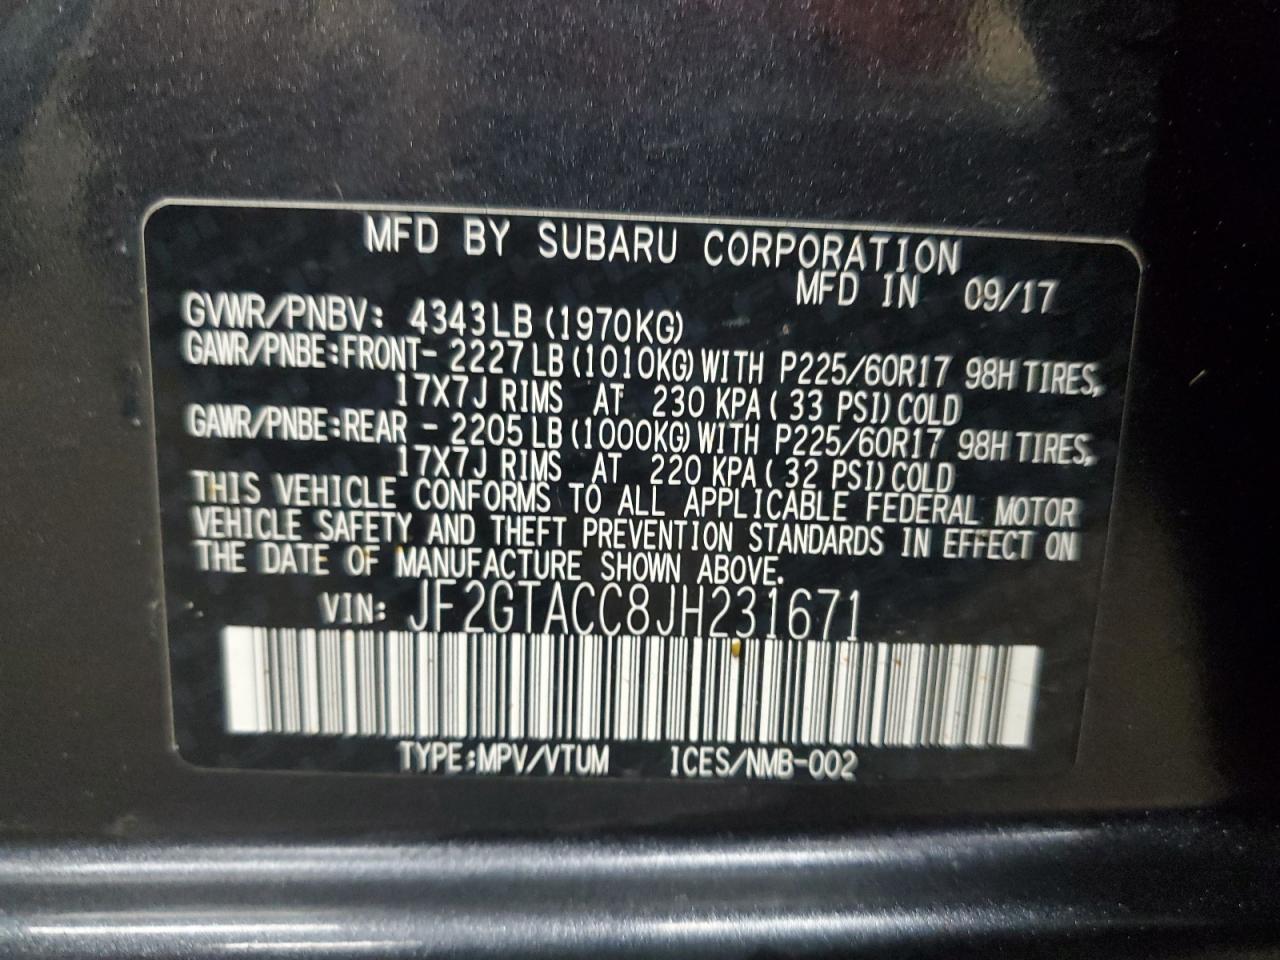 MFD BY SUBARU CORPORATION
MFD IN 09/17
GVWR/PNBV: 4343LB (1970KG)
GAWR/PNBE:FRONT- 2227LB (1010KG) WITH P225/60R17 98H TIRES,
17X7J RIMS AT 230 KPA ( 33 PSI) COLD
GAWR/PNBE:REAR - 2205LB (1000KG) WITH P225/60R17 98H TIRES,
17X7J RIMS AT 220 KPA ( 32 PSI) COLD
THIS VEHICLE CONFORMS TO ALL APPLICABLE FEDERAL MOTOR
VEHICLE SAFETY AND THEFT PREVENTION STANDARDS IN EFFECT ON
THE DATE OF MANUFACTURE SHOWN ABOVE.
VIN: JF2GTACC8JH231671
TYPE:MPV/VTUM ICES/NMB-002